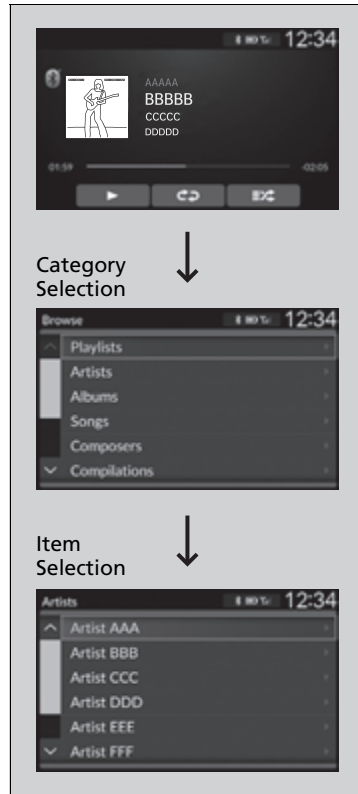 12:34
AAAAA
BBBBB
CCCCC
DDDDD
01:59 -02:05
Category
Selection
Browse 12:34
Playlists
Artists
Albums
Songs
Composers
Compilations
Item
Selection
Artists 12:34
Artist AAA
Artist BBB
Artist CCC
Artist DDD
Artist EEE
Artist FFF